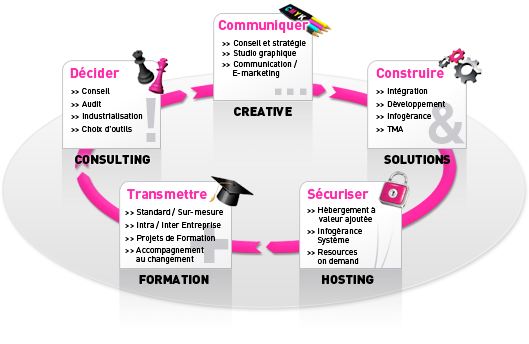 Communiquer
CMYK
>> Conseil et stratégie
>> Studio graphique
>> Communication /
E-marketing
...
CREATIVE
Décider
>> Conseil
>> Audit
>> Industrialisation
>> Choix d'outils
!
CONSULTING
Construire
>> Intégration
>> Développement
>> Infogérance
>> TMA
&
SOLUTIONS
Transmettre
>> Standard / Sur- mesure
>> Intra / Inter Entreprise
>> Projets de Formation
>> Accompagnement
au changement
+
FORMATION
Sécuriser
>> Hébergement à
valeur ajoutée
>> Infogérance
Système
>> Resources
on demand
HOSTING